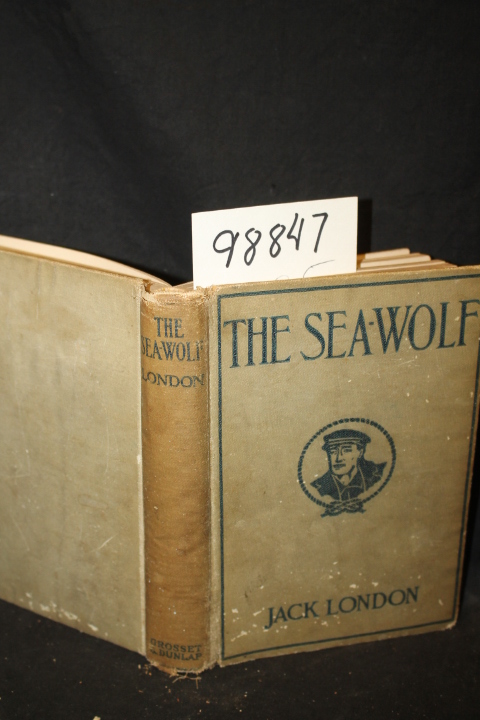 98847
THE
SEA-WOLF
LONDON
GROSSET
& DUNLAP
THE SEA-WOLF
JACK LONDON